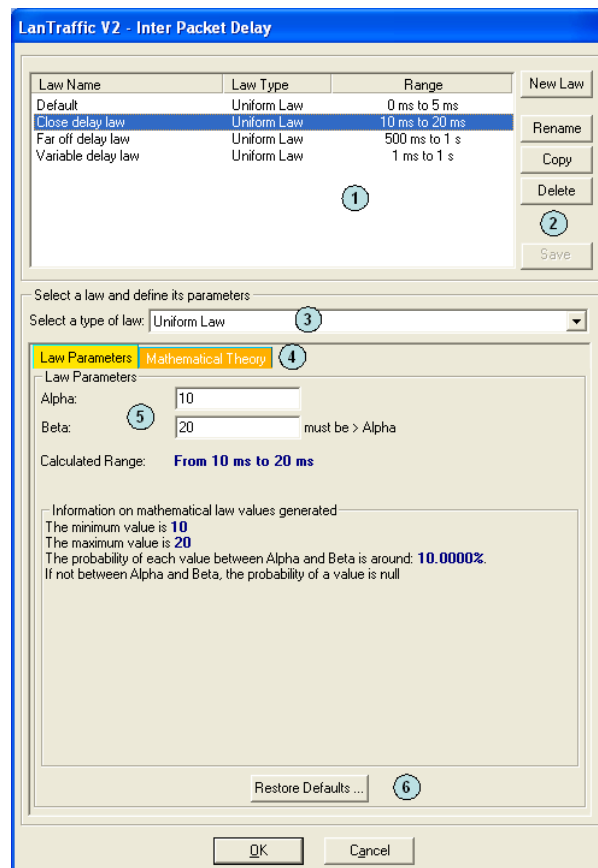 LanTraffic V2 - Inter Packet Delay
Law Name Law Type Range
Default Uniform Law 0 ms to 5 ms
Close delay law Uniform Law 10 ms to 20 ms
Far off delay law Uniform Law 500 ms to 1 s
Variable delay law Uniform Law 1 ms to 1 s
1
New Law
Rename
Copy
Delete
2
Save
Select a law and define its parameters
Select a type of law: Uniform Law 3
Law Parameters Mathematical Theory 4
Law Parameters
Alpha: 10
5
Beta: 20 must be > Alpha
Calculated Range: From 10 ms to 20 ms
Information on mathematical law values generated
The minimum value is 10
The maximum value is 20
The probability of each value between Alpha and Beta is around: 10.0000%.
If not between Alpha and Beta, the probability of a value is null
Restore Defaults ... 6
OK Cancel